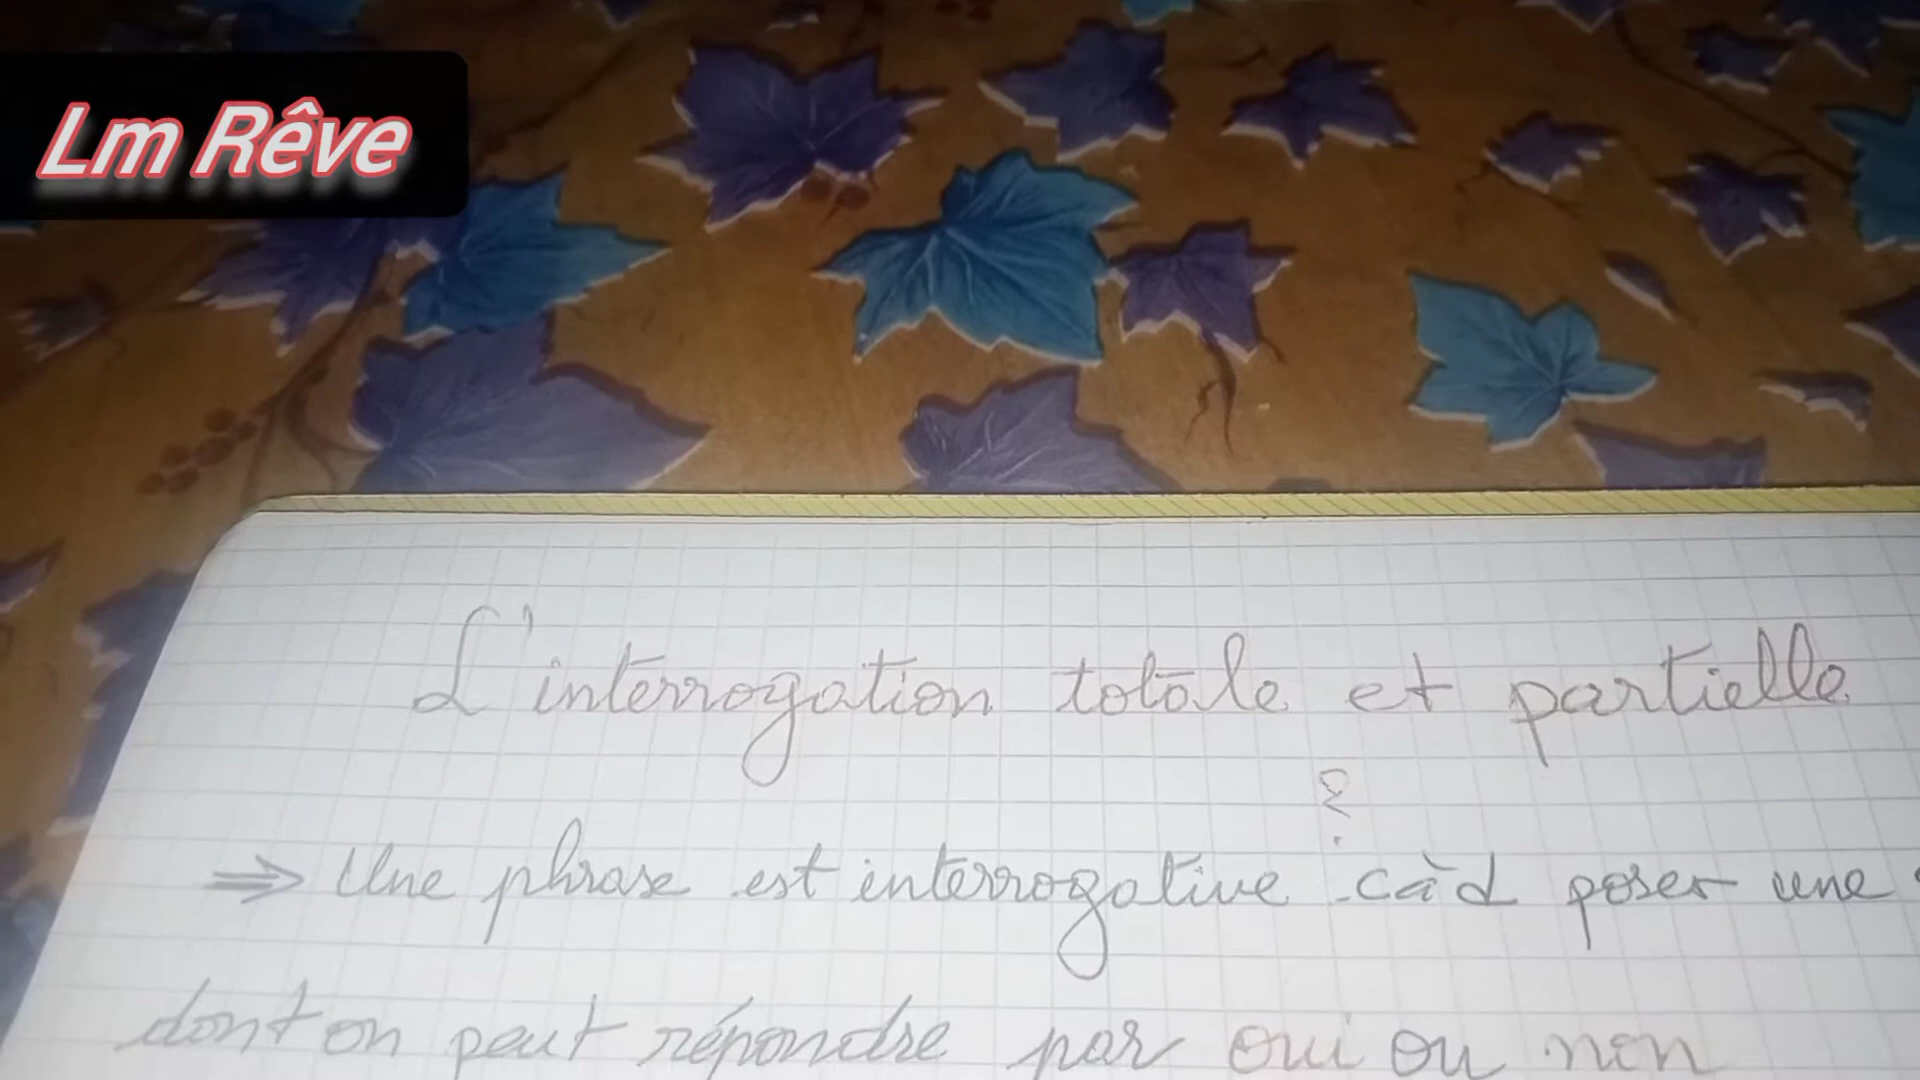 Lm Rêve
L'interrogation totale et partielle
?
⇒ Une phrase est interrogative càd poser une
dont on peut répondre par oui ou non